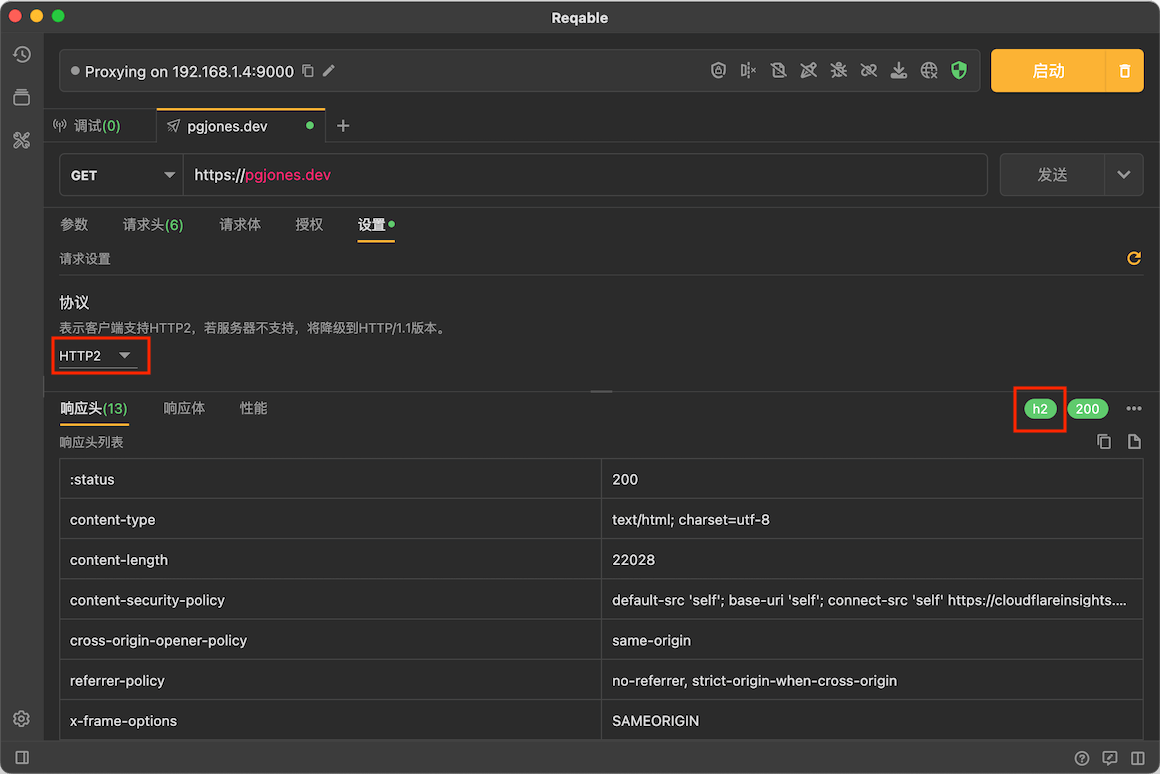 Reqable
Proxying on 192.168.1.4:9000
启动
调试(0)
pgjones.dev
GET
https://pgjones.dev
发送
参数
请求头(6)
请求体
授权
设置
请求设置
协议
表示客户端支持HTTP2，若服务器不支持，将降级到HTTP/1.1版本。
HTTP2
响应头(13)
响应体
性能
h2
200
响应头列表
:status 200
content-type text/html; charset=utf-8
content-length 22028
content-security-policy default-src 'self'; base-uri 'self'; connect-src 'self' https://cloudflareinsights....
cross-origin-opener-policy same-origin
referrer-policy no-referrer, strict-origin-when-cross-origin
x-frame-options SAMEORIGIN